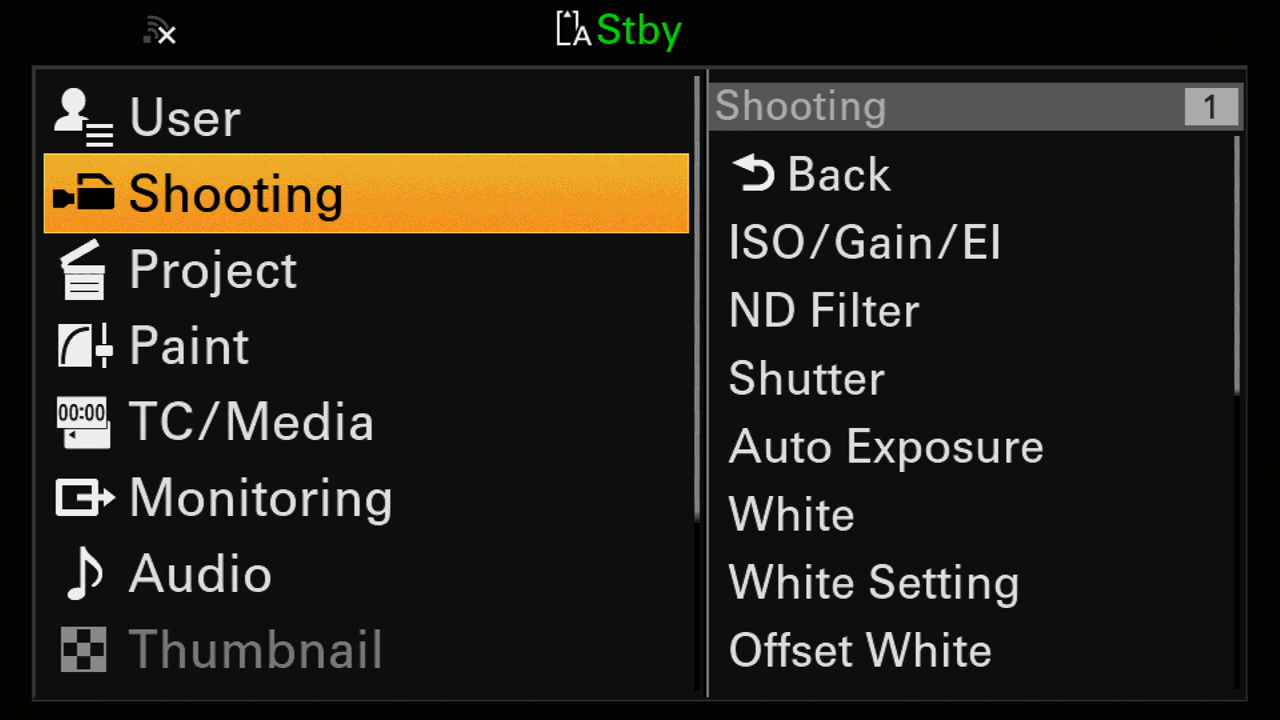 A Stby
User
Shooting
Project
Paint
00:00
TC/Media
Monitoring
Audio
Thumbnail
Shooting 1
Back
ISO/Gain/EI
ND Filter
Shutter
Auto Exposure
White
White Setting
Offset White